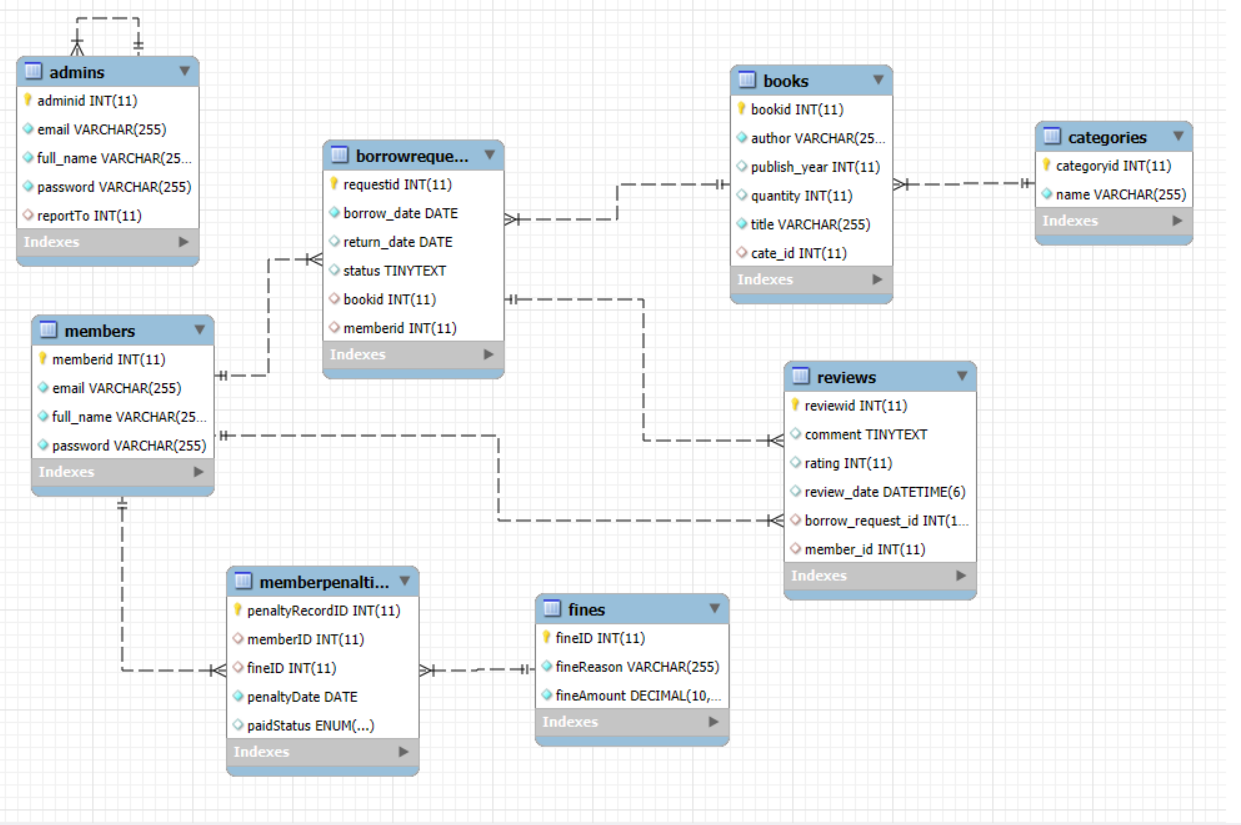 admins
adminid INT(11)
email VARCHAR(255)
full_name VARCHAR(25...
password VARCHAR(255)
reportTo INT(11)
Indexes
borrowreque...
requestid INT(11)
borrow_date DATE
return_date DATE
status TINYTEXT
bookid INT(11)
memberid INT(11)
Indexes
books
bookid INT(11)
author VARCHAR(25...
publish_year INT(11)
quantity INT(11)
title VARCHAR(255)
cate_id INT(11)
Indexes
categories
categoryid INT(11)
name VARCHAR(255)
Indexes
members
memberid INT(11)
email VARCHAR(255)
full_name VARCHAR(25...
password VARCHAR(255)
Indexes
reviews
reviewid INT(11)
comment TINYTEXT
rating INT(11)
review_date DATETIME(6)
borrow_request_id INT(1...
member_id INT(11)
Indexes
memberpenalti...
penaltyRecordID INT(11)
memberID INT(11)
fineID INT(11)
penaltyDate DATE
paidStatus ENUM(...)
Indexes
fines
fineID INT(11)
fineReason VARCHAR(255)
fineAmount DECIMAL(10,...
Indexes